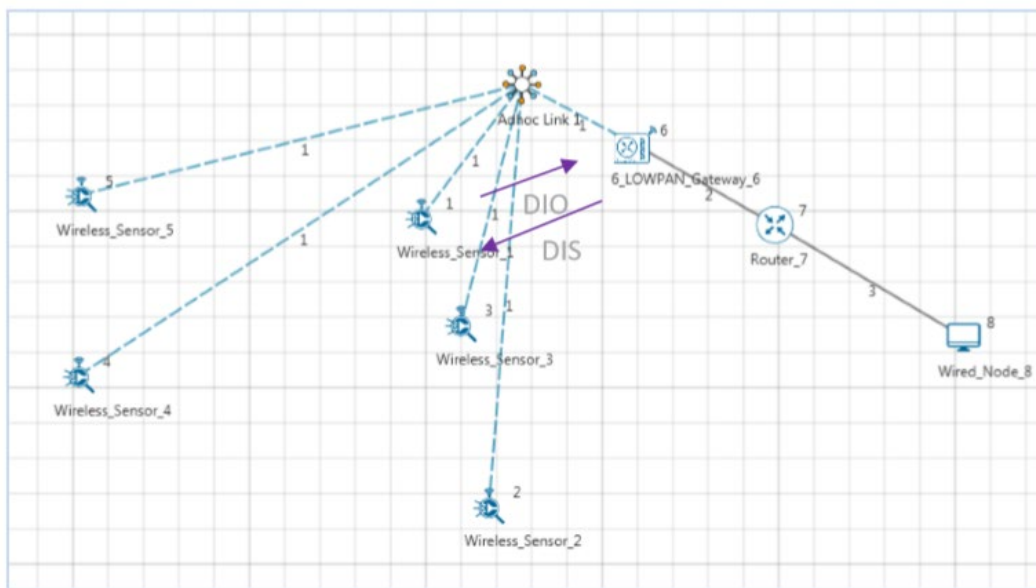 Adhoc Link 1
1
6
6_LOWPAN_Gateway_6
1
1
5
Wireless_Sensor_5
1
Wireless_Sensor_1
1
DIO
DIS
2
7
Router_7
1
3
8
Wired_Node_8
3
Wireless_Sensor_3
1
4
Wireless_Sensor_4
2
Wireless_Sensor_2